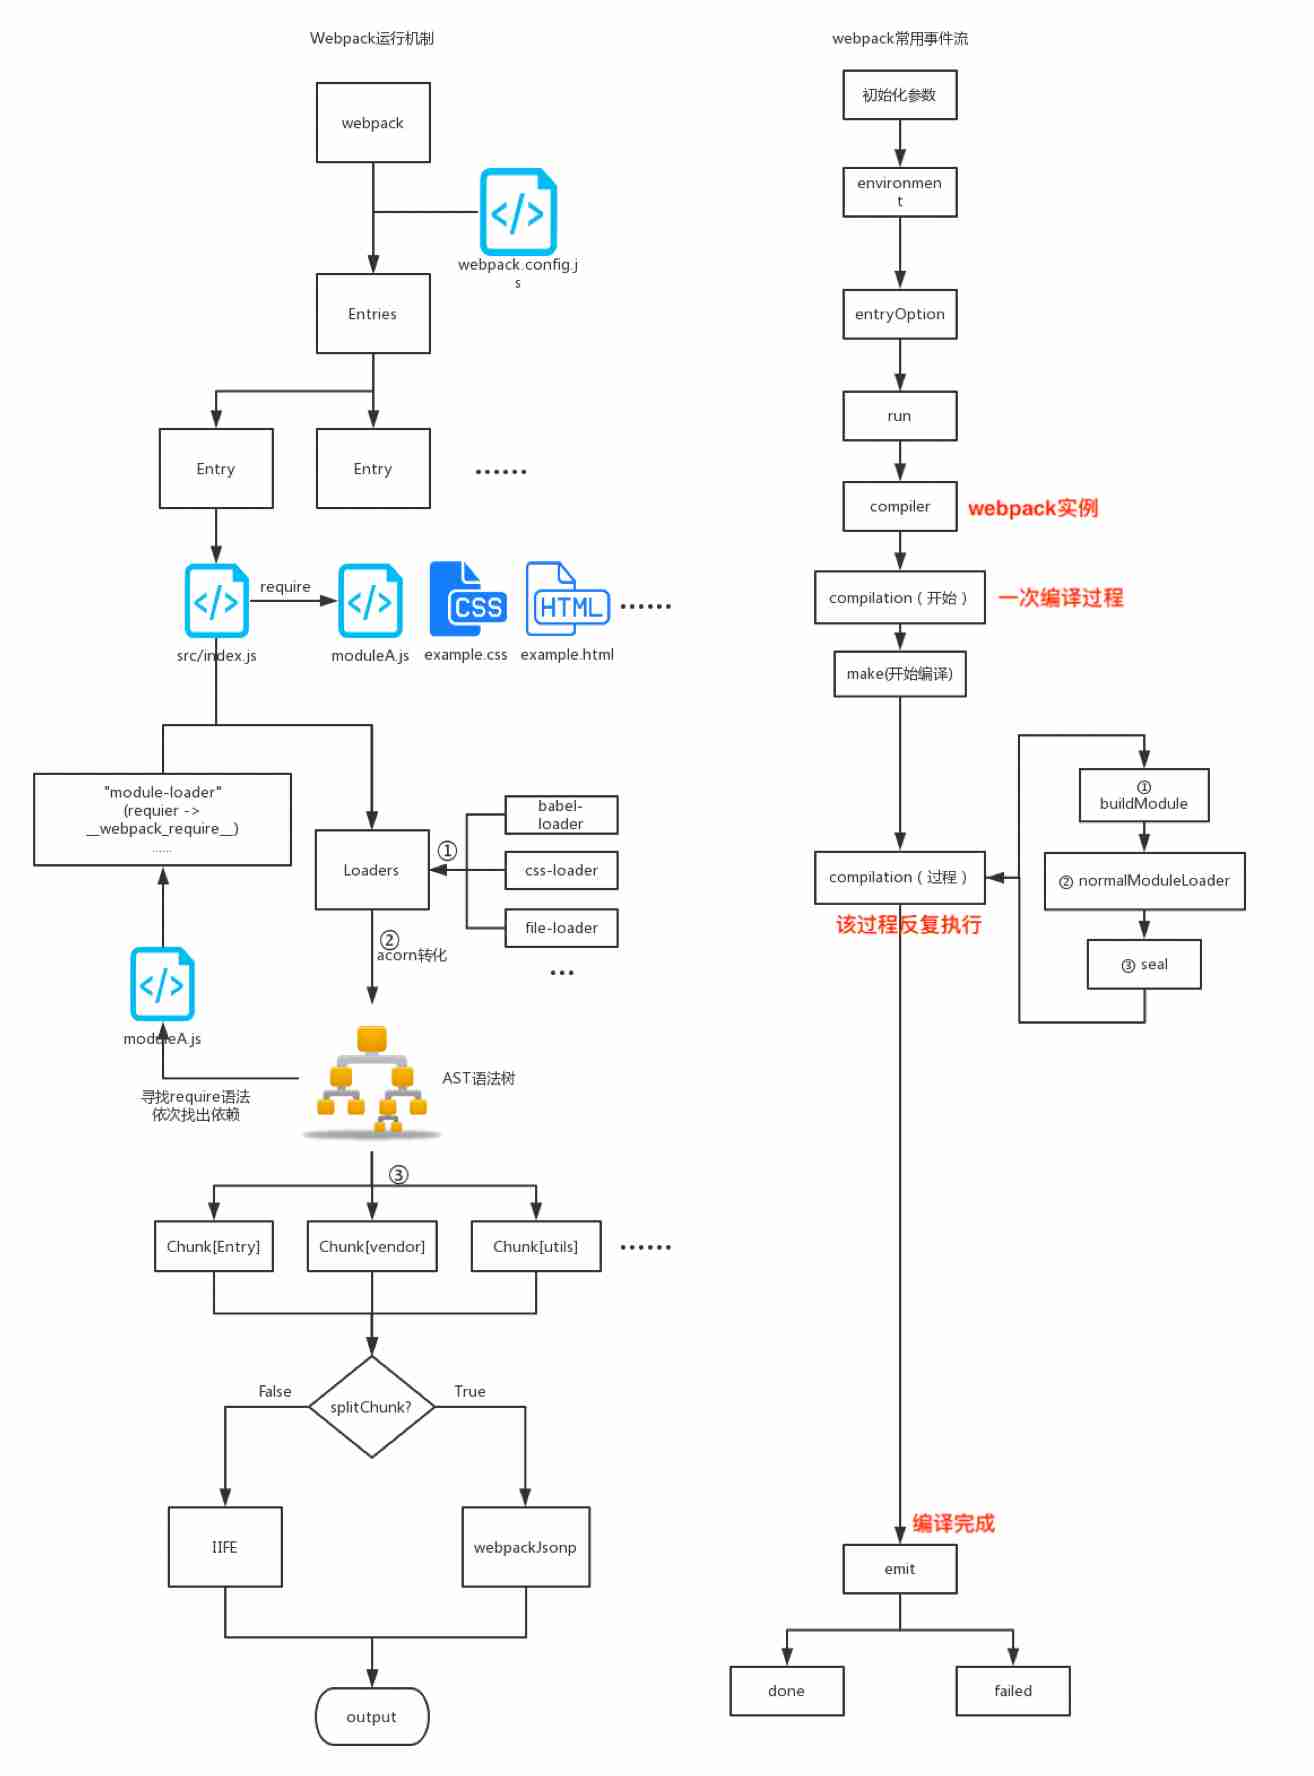 Webpack运行机制
webpack
webpack.config.j
s
Entries
Entry
Entry
......
require
src/index.js
moduleA.js
CSS
example.css
HTML
example.html
......
"module-loader"
(requier ->
__webpack_require__)
......
Loaders
①
babel-
loader
css-loader
file-loader
...
②
acorn转化
moduleA.js
寻找require语法
依次找出依赖
AST语法树
③
Chunk[Entry]
Chunk[vendor]
Chunk[utils]
......
splitChunk?
False
True
IIFE
webpackJsonp
output
webpack常用事件流
初始化参数
environmen
t
entryOption
run
compiler
webpack实例
compilation（开始）
一次编译过程
make(开始编译)
compilation（过程）
该过程反复执行
①
buildModule
② normalModuleLoader
③ seal
编译完成
emit
done
failed